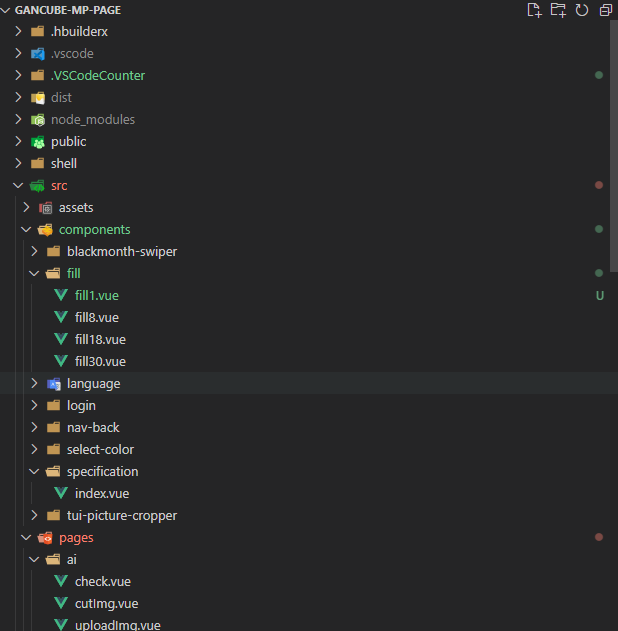 GANCUBE-MP-PAGE
.hbuilderx
.vscode
.VSCodeCounter
dist
node_modules
public
shell
src
assets
components
blackmonth-swiper
fill
fill1.vue U
fill8.vue
fill18.vue
fill30.vue
language
login
nav-back
select-color
specification
index.vue
tui-picture-cropper
pages
ai
check.vue
cutImg.vue
uploadImg.vue